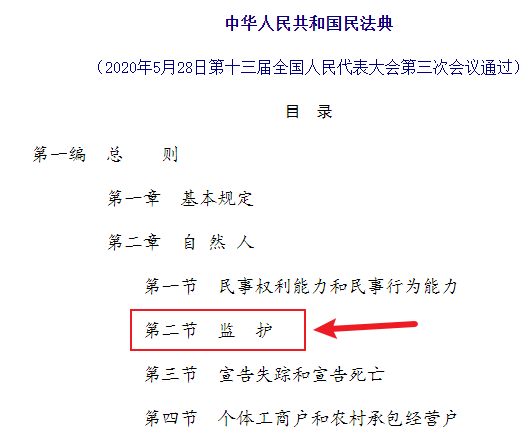 中华人民共和国民法典
（2020年5月28日第十三届全国人民代表大会第三次会议通过）
目 录
第一编 总 则
第一章 基本规定
第二章 自 然 人
第一节 民事权利能力和民事行为能力
第二节 监 护
第三节 宣告失踪和宣告死亡
第四节 个体工商户和农村承包经营户